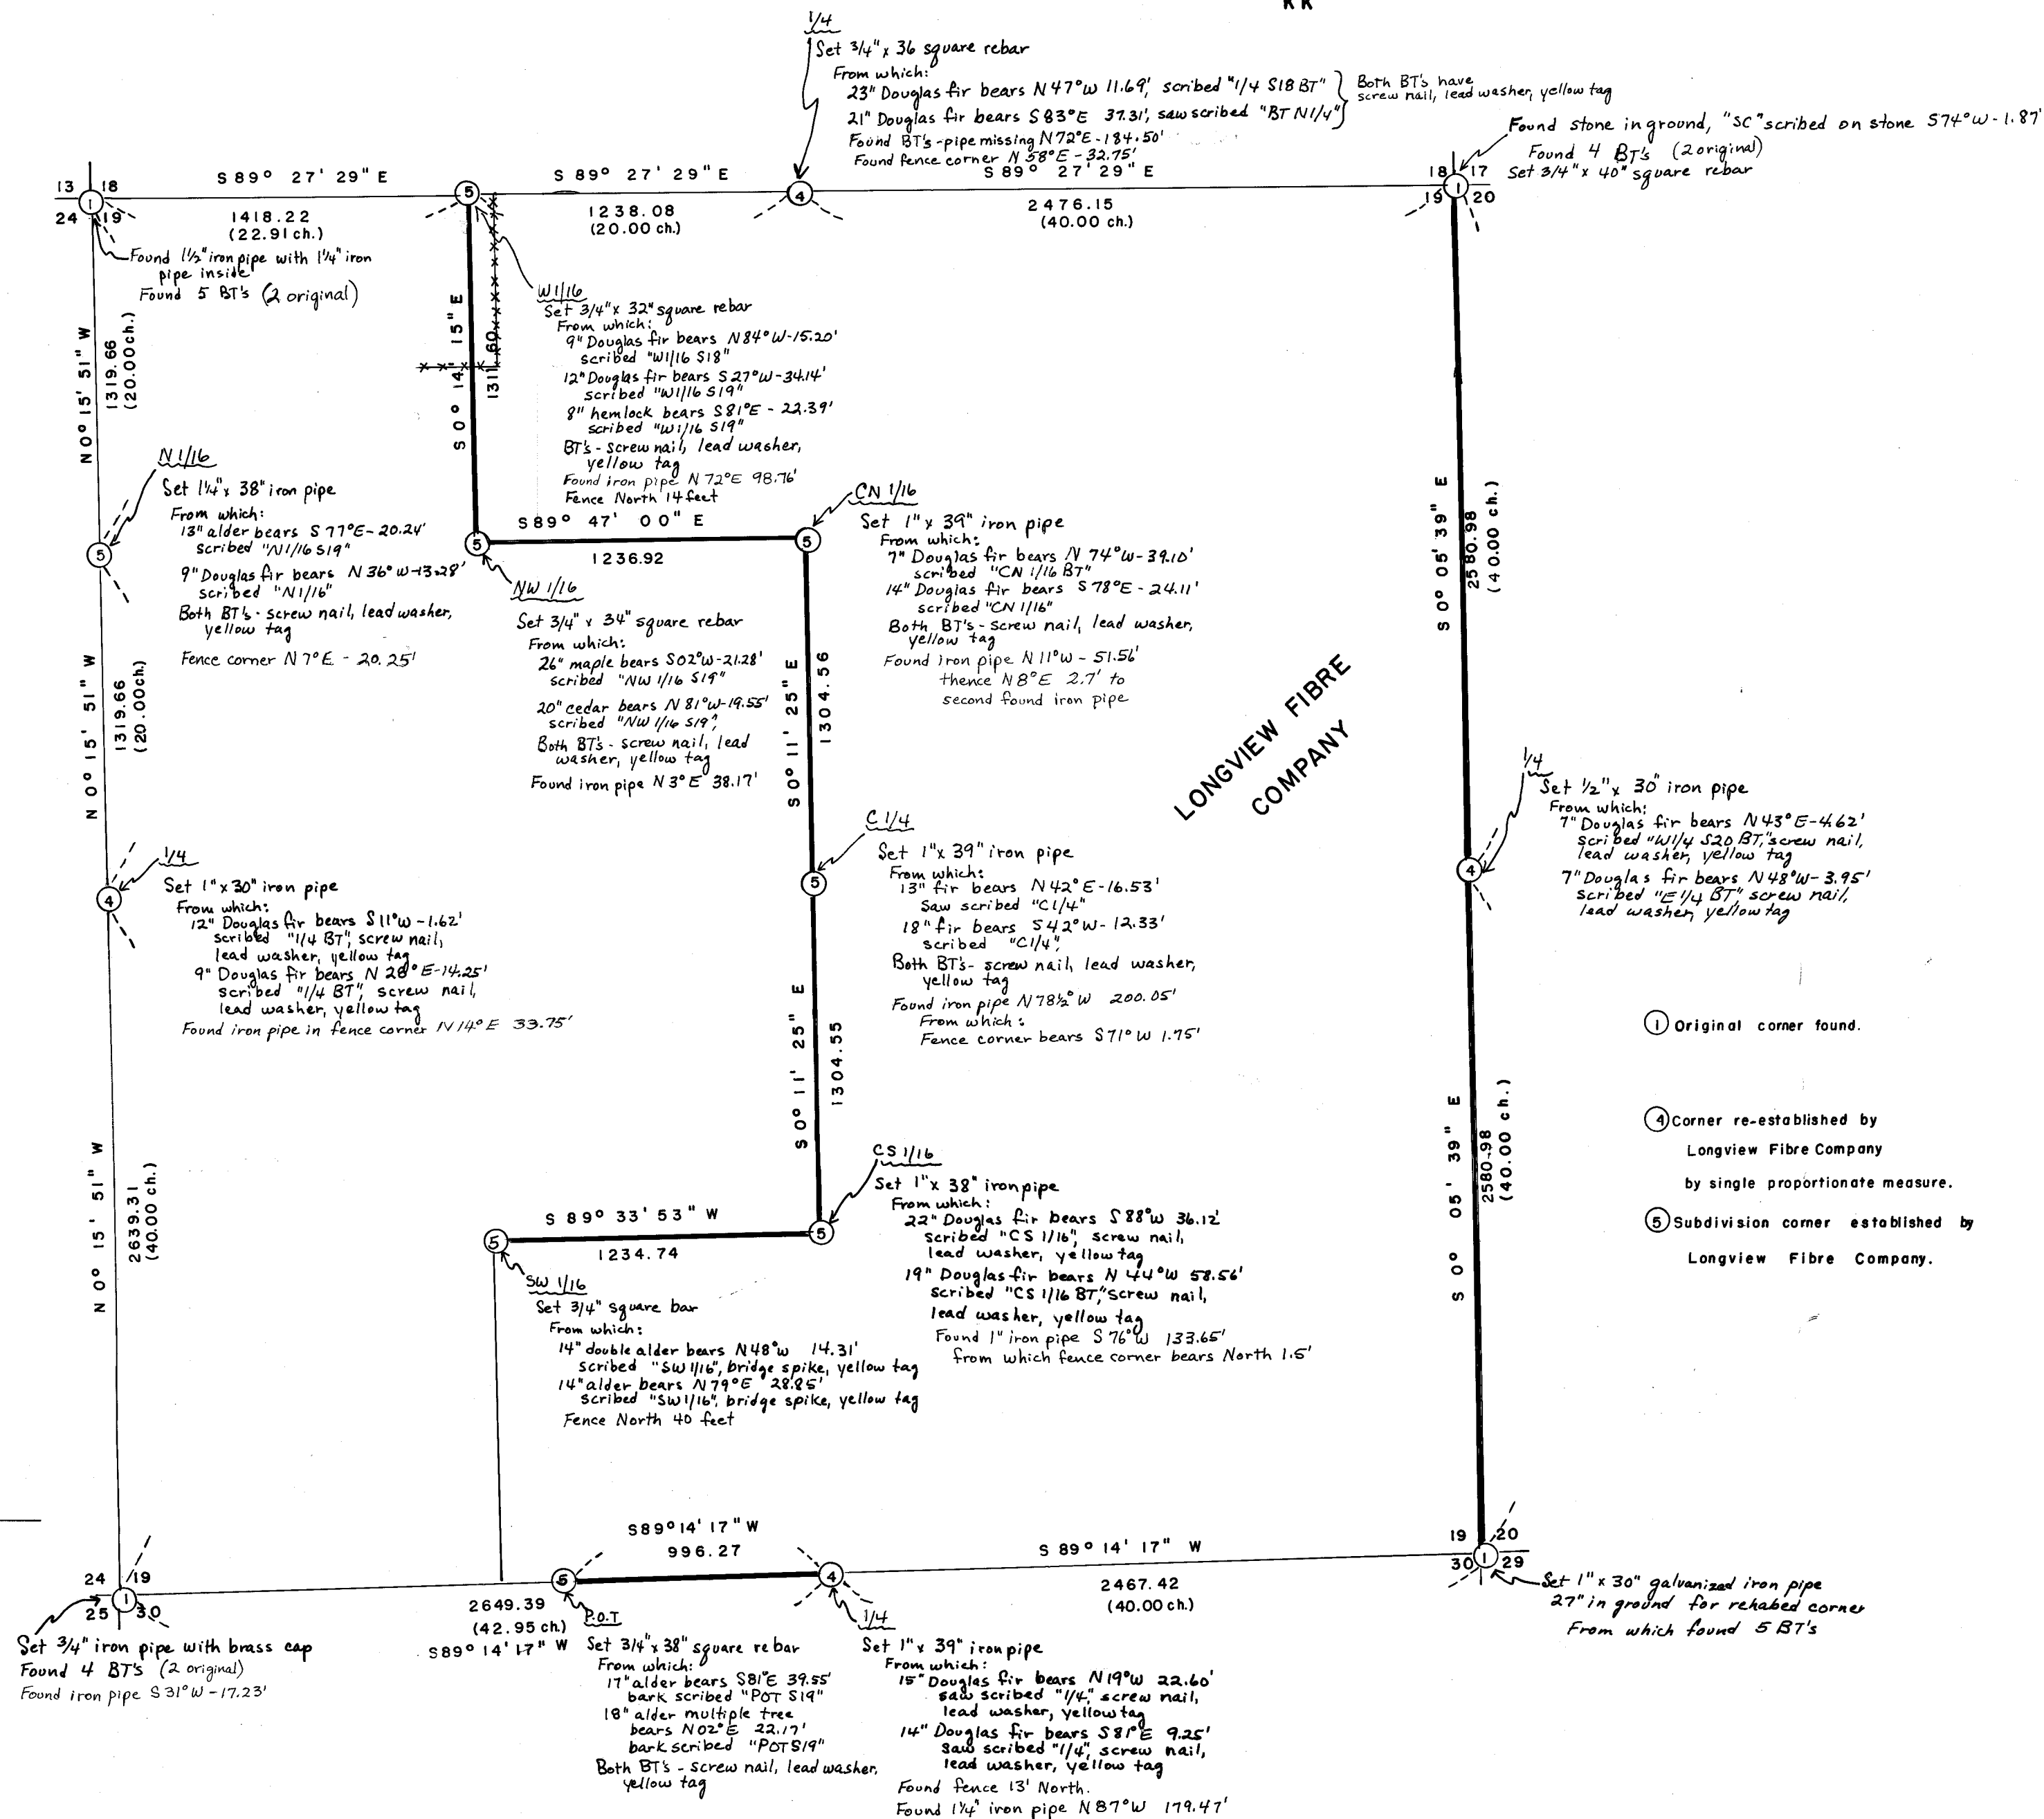 1/4
Set 3/4" x 36 square rebar
From which:
23" Douglas fir bears N47°W 11.69', scribed "1/4 S18 BT"
21" Douglas fir bears S83°E 37.31', saw scribed "BT N1/4"
Both BT's have
screw nail, lead washer, yellow tag
Found BT's-pipe missing N72°E-184.50'
Found fence corner N 58°E-32.75'
Found stone in ground, "SC" scribed on stone S74°W-1.87'
Found 4 BT's (2 original)
Set 3/4" x 40" square rebar
13 18
24 19
1
S 89° 27' 29" E
1418.22
(22.91 ch.)
5
S 89° 27' 29" E
1238.08
(20.00 ch.)
4
S 89° 27' 29" E
2476.15
(40.00 ch.)
18 17
19 20
1
Found 1½" iron pipe with 1¼" iron
pipe inside
Found 5 BT's (2 original)
N 0° 15' 51" W
1319.66
(20.00ch.)
S 0° 14' 15" E
1311.60
W1/16
Set 3/4" x 32" square rebar
From which:
9" Douglas fir bears N84°W-15.20'
scribed "W1/16 S18"
12" Douglas fir bears S27°W-34.14'
scribed "W1/16 S19"
8" hemlock bears S81°E - 22.39'
scribed "W1/16 S19"
BT's - screw nail, lead washer,
yellow tag
Found iron pipe N 72°E 98.76'
Fence North 14 feet
N 1/16
Set 1¼" x 38" iron pipe
From which:
13" alder bears S 77°E-20.24'
scribed "N1/16 S19"
9" Douglas fir bears N36°W-13.28'
scribed "N1/16"
Both BT's - screw nail, lead washer,
yellow tag
Fence corner N 7°E - 20.25'
5
5
S89° 47' 00" E
1236.92
5
NW 1/16
Set 3/4" x 34" square rebar
From which:
26" maple bears S02°W-21.28'
scribed "NW 1/16 S19"
20" cedar bears N 81°W-19.55'
scribed "NW 1/16 S19",
Both BT's - screw nail, lead
washer, yellow tag
Found iron pipe N 3°E 38.17'
CN 1/16
Set 1" x 39" iron pipe
From which:
7" Douglas fir bears N 74°W-39.10'
scribed "CN 1/16 BT"
14" Douglas fir bears S 78°E - 24.11'
scribed "CN 1/16"
Both BT's - screw nail, lead washer,
yellow tag
Found iron pipe N 11°W - 51.56'
thence N 8°E 2.7' to
second found iron pipe
S 0° 05' 39" E
2580.98
(40.00 ch.)
N 0° 15' 51" W
1319.66
(20.00ch.)
S 0° 11' 25" E
1304.56
LONGVIEW FIBRE
COMPANY
1/4
Set ½" x 30" iron pipe
From which:
7" Douglas fir bears N43°E-4.62'
scribed "W1/4 S20 BT," screw nail,
lead washer, yellow tag
7" Douglas fir bears N48°W-3.95'
scribed "E1/4 BT", screw nail,
lead washer, yellow tag
4
4
1/4
Set 1" x 30" iron pipe
From which:
12" Douglas fir bears S11°W-1.62'
scribed "1/4 BT", screw nail,
lead washer, yellow tag
9" Douglas fir bears N 28°E-14.25'
scribed "1/4 BT", screw nail,
lead washer, yellow tag
Found iron pipe in fence corner N14°E 33.75'
5
C 1/4
Set 1" x 39" iron pipe
From which:
13" fir bears N42°E-16.53'
Saw scribed "C1/4"
18" fir bears S42°W-12.33'
scribed "C1/4",
Both BT's- screw nail, lead washer,
yellow tag
Found iron pipe N78½°W 200.05'
From which:
Fence corner bears S71°W 1.75'
1 Original corner found.
4 Corner re-established by
Longview Fibre Company
by single proportionate measure.
5 Subdivision corner established by
Longview Fibre Company.
S 0° 11' 25" E
1304.55
N 0° 15' 51" W
2639.31
(40.00 ch.)
S 0° 05' 39" E
2580.98
(40.00 ch.)
5
S 89° 33' 53" W
1234.74
5
SW 1/16
Set 3/4" square bar
From which:
14" double alder bears N48°W 14.31'
scribed "SW1/16", bridge spike, yellow tag
14" alder bears N79°E 28.85'
scribed "SW1/16", bridge spike, yellow tag
Fence North 40 feet
CS 1/16
Set 1" x 38" iron pipe
From which:
22" Douglas fir bears S88°W 36.12'
scribed "CS 1/16", screw nail,
lead washer, yellow tag
19" Douglas fir bears N 44°W 58.56'
scribed "CS 1/16 BT," screw nail,
lead washer, yellow tag
Found 1" iron pipe S 76°W 133.65'
from which fence corner bears North 1.5'
24 19
25 30
1
Set 3/4" iron pipe with brass cap
Found 4 BT's (2 original)
Found iron pipe S31°W-17.23'
2649.39
(42.95 ch.)
S89° 14' 17" W
5
S89° 14' 17" W
996.27
4
S 89° 14' 17" W
2467.42
(40.00 ch.)
19 20
30 29
1
Set 1" x 30" galvanized iron pipe
27" in ground for rehabed corner
From which found 5 BT's
P.O.T
Set 3/4" x 38" square rebar
From which:
17" alder bears S81°E 39.55'
bark scribed "POT S19"
18" alder multiple tree
bears N02°E 22.17'
bark scribed "POT S19"
Both BT's - screw nail, lead washer,
yellow tag
1/4
Set 1" x 39" iron pipe
From which:
15" Douglas fir bears N19°W 22.60'
saw scribed "1/4," screw nail,
lead washer, yellow tag
14" Douglas fir bears S81°E 9.25'
Saw scribed "1/4", screw nail,
lead washer, yellow tag
Found fence 13' North.
Found 1¼" iron pipe N87°W 179.47'